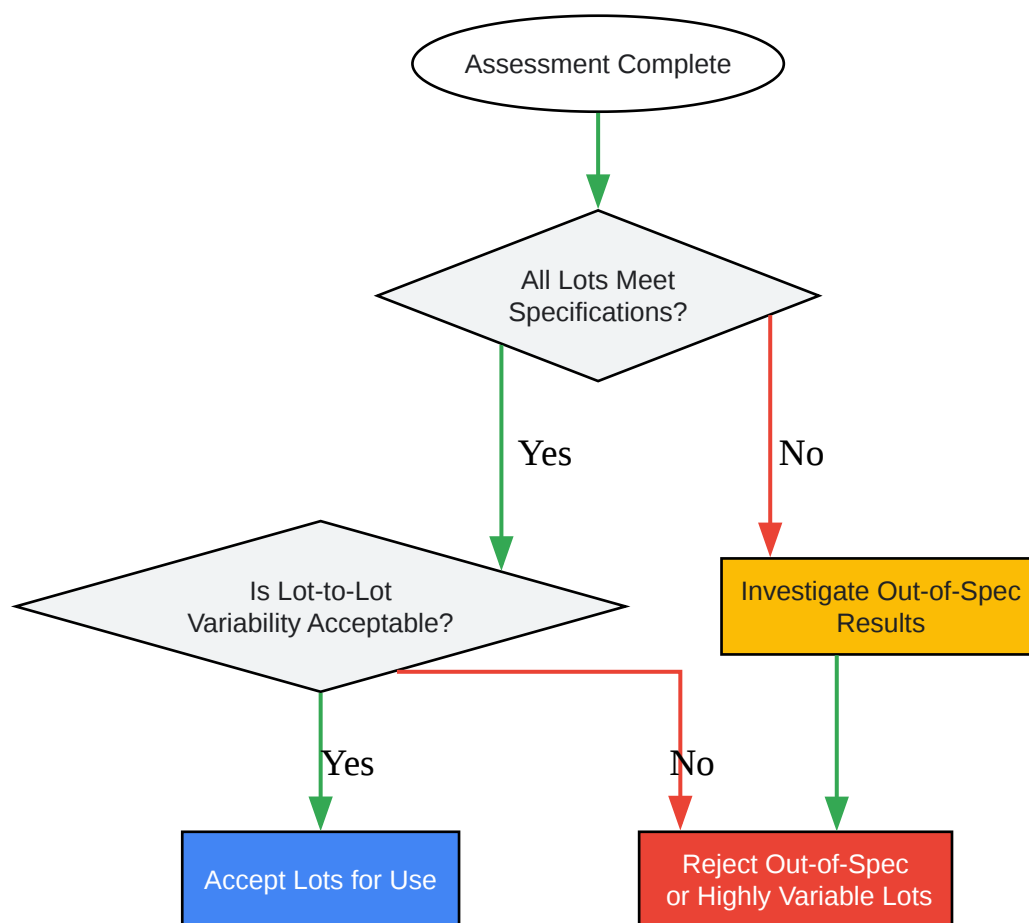 Assessment Complete
All Lots Meet
Specifications?
Yes
No
Is Lot-to-Lot
Variability Acceptable?
Investigate Out-of-Spec
Results
Yes
No
Accept Lots for Use
Reject Out-of-Spec
or Highly Variable Lots